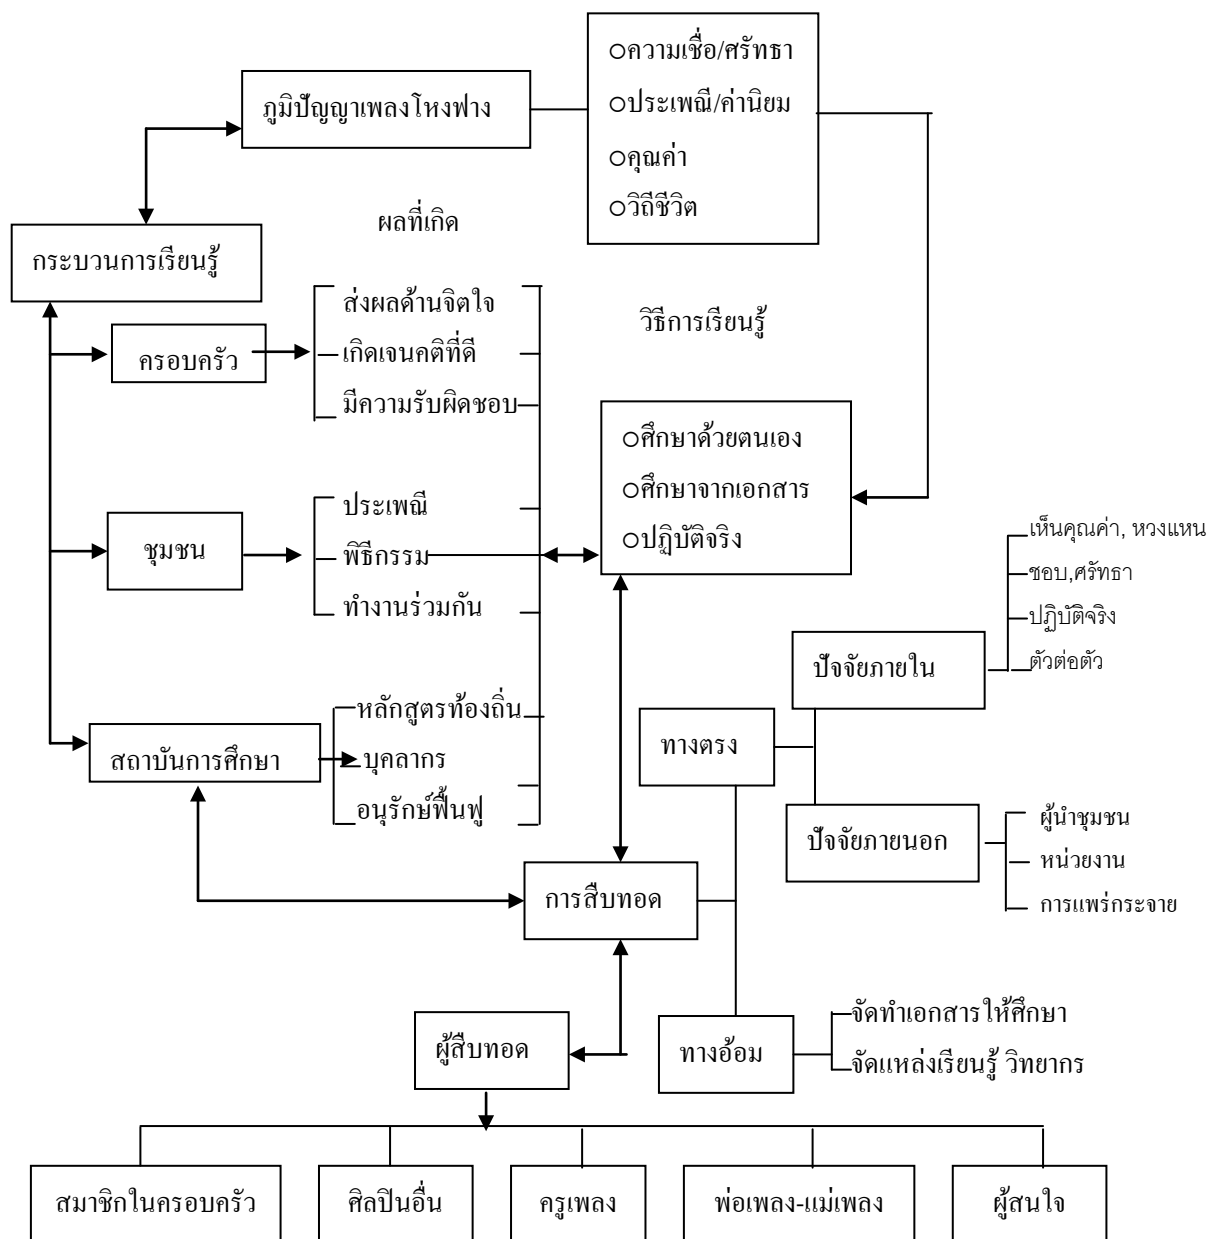 ความเชื่อ/ศรัทธา
ภูมิปัญญาเพลงโหงฟาง
ประเพณี/ค่านิยม
คุณค่า
วิถีชีวิต
ผลที่เกิด
กระบวนการเรียนรู้
ส่งผลด้านจิตใจ
วิธีการเรียนรู้
ครอบครัว
เกิดเจนคติที่ดี
มีความรับผิดชอบ
ศึกษาด้วยตนเอง
ศึกษาจากเอกสาร
ปฏิบัติจริง
ประเพณี
ชุมชน
พิธีกรรม
ทำงานร่วมกัน
เห็นคุณค่า, หวงแหน
ชอบ,ศรัทธา
ปฏิบัติจริง
ตัวต่อตัว
ปัจจัยภายใน
หลักสูตรท้องถิ่น
สถาบันการศึกษา
บุคลากร
อนุรักษ์ฟื้นฟู
ทางตรง
ปัจจัยภายนอก
ผู้นำชุมชน
หน่วยงาน
การแพร่กระจาย
การสืบทอด
ผู้สืบทอด
ทางอ้อม
จัดทำเอกสารให้ศึกษา
จัดแหล่งเรียนรู้ วิทยากร
สมาชิกในครอบครัว
ศิลปินอื่น
ครูเพลง
พ่อเพลง-แม่เพลง
ผู้สนใจ